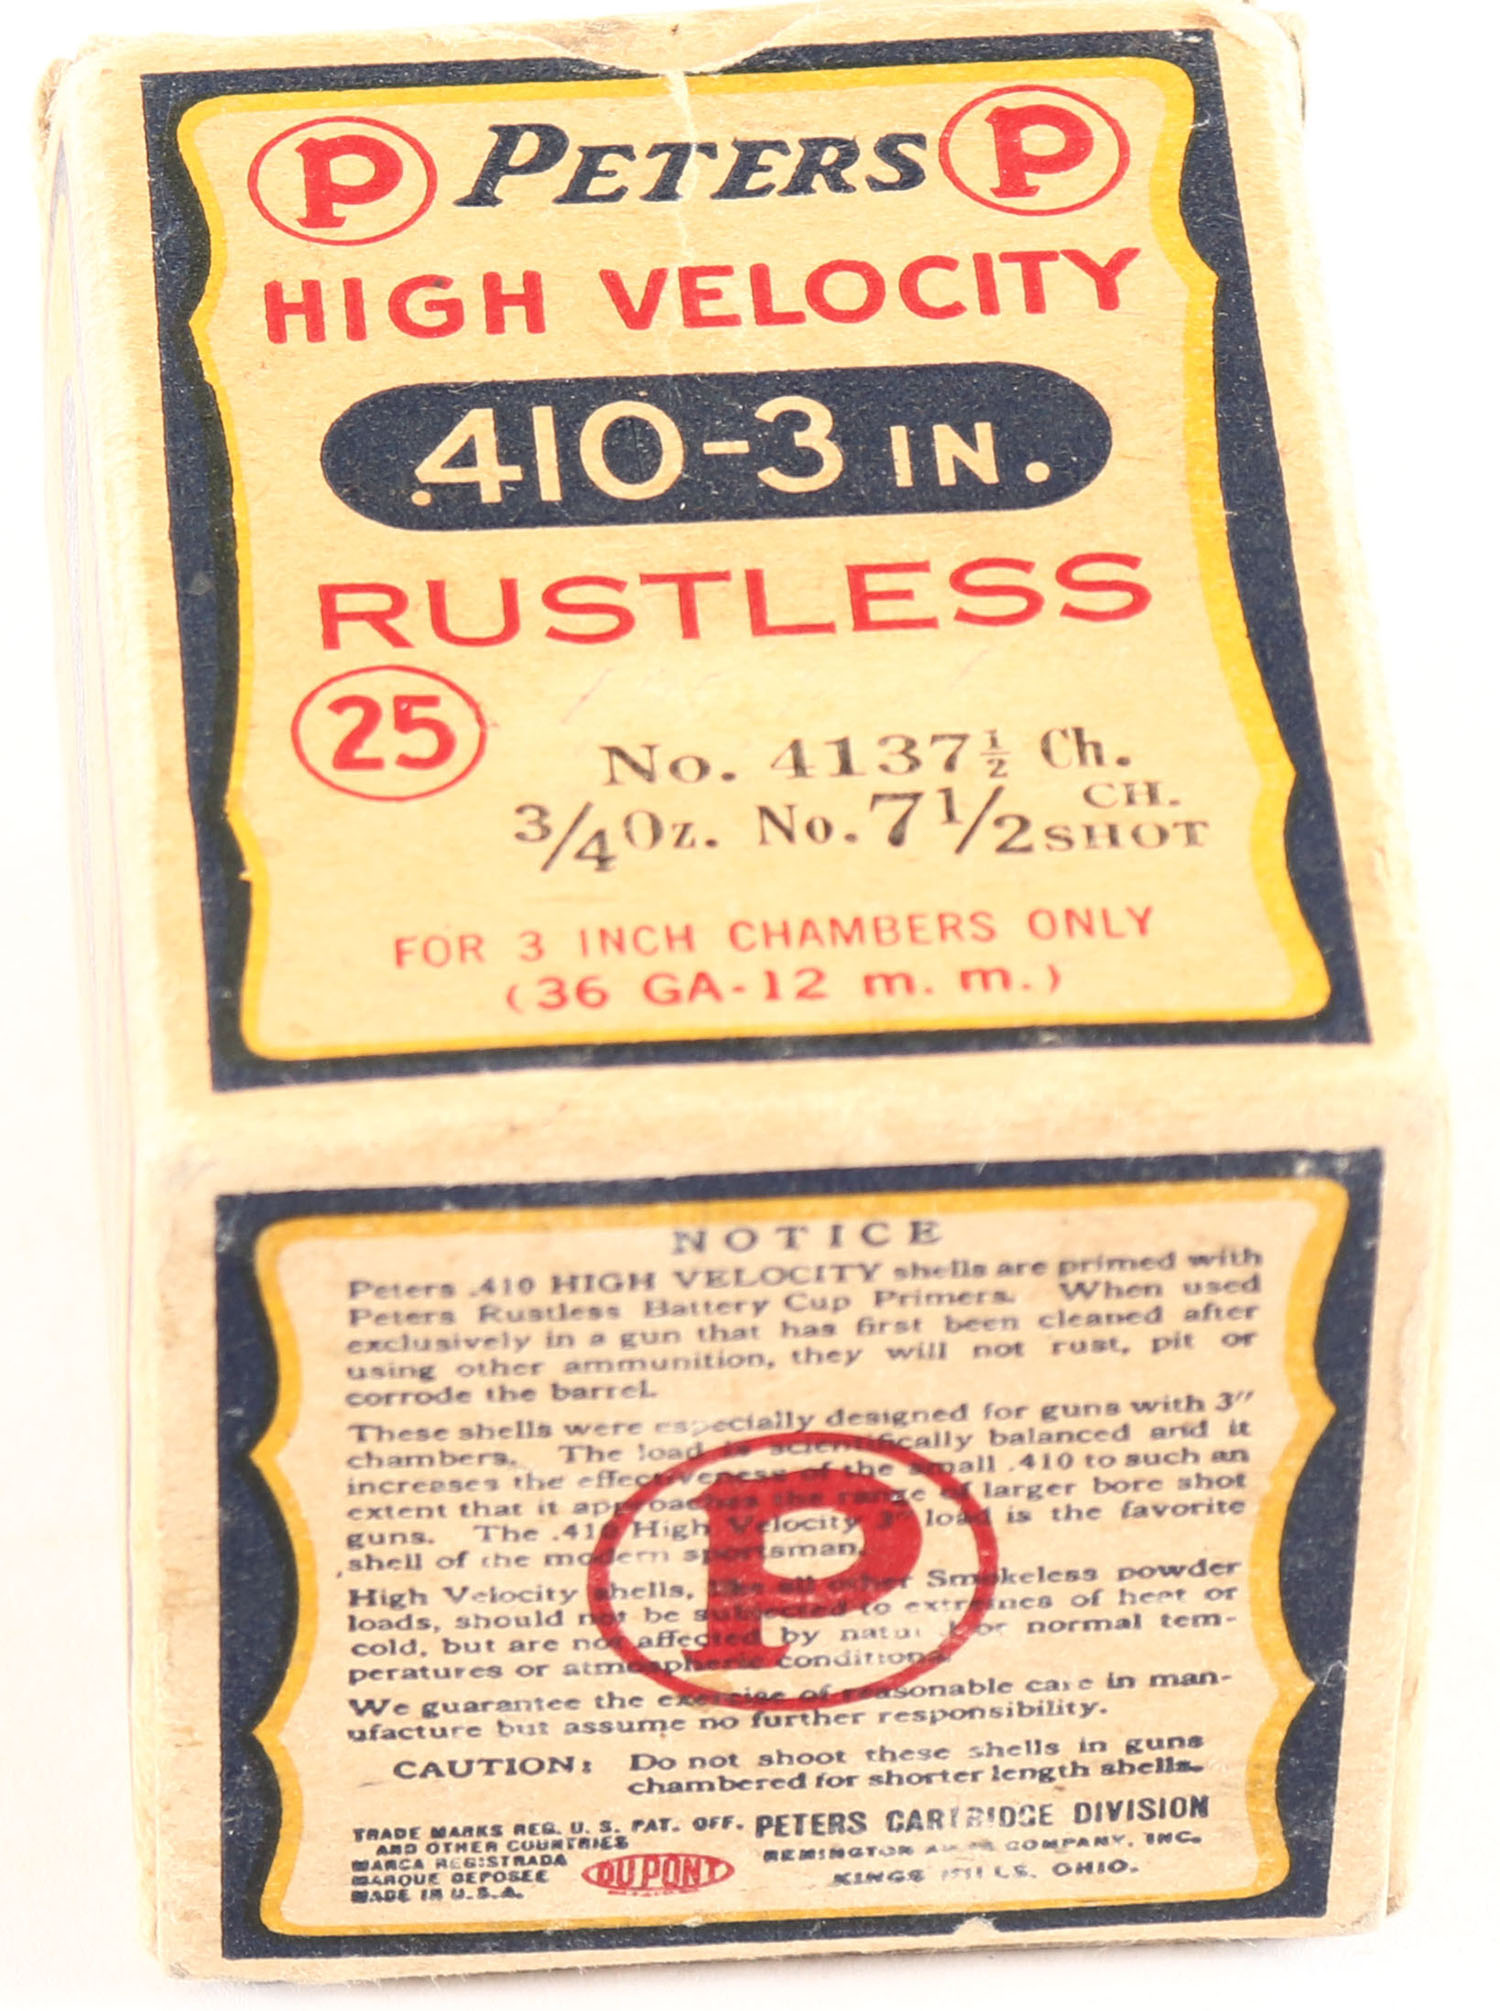 P PETERS P
HIGH VELOCITY
.410-3 IN.
RUSTLESS
25
No. 4137½ Ch.
3/4 Oz. No. 7 1/2 CH. SHOT
FOR 3 INCH CHAMBERS ONLY
(36 GA-12 m. m.)
NOTICE
Peters .410 HIGH VELOCITY shells are primed with
Peters Rustless Battery Cup Primers. When used
exclusively in a gun that has first been cleaned after
using other ammunition, they will not rust, pit or
corrode the barrel.
These shells were especially designed for guns with 3"
chambers. The load is scientifically balanced and it
increases the effectiveness of the small .410 to such an
extent that it approaches the range of larger bore shot
guns. The .410 High Velocity 3" load is the favorite
shell of the modern sportsman.
High Velocity shells, like all other Smokeless powder
loads, should not be subjected to extremes of heat or
cold, but are not affected by natural or normal tem-
peratures or atmospheric conditions.
We guarantee the exercise of reasonable care in man-
ufacture but assume no further responsibility.
CAUTION: Do not shoot these shells in guns
chambered for shorter length shells.
P
TRADE MARKS REG. U. S. PAT. OFF.
AND OTHER COUNTRIES
MARCA REGISTRADA
MARQUE DEPOSEE
MADE IN U.S.A.
DU PONT
PETERS CARTRIDGE DIVISION
REMINGTON ARMS COMPANY, INC.
KINGS MILLS, OHIO.